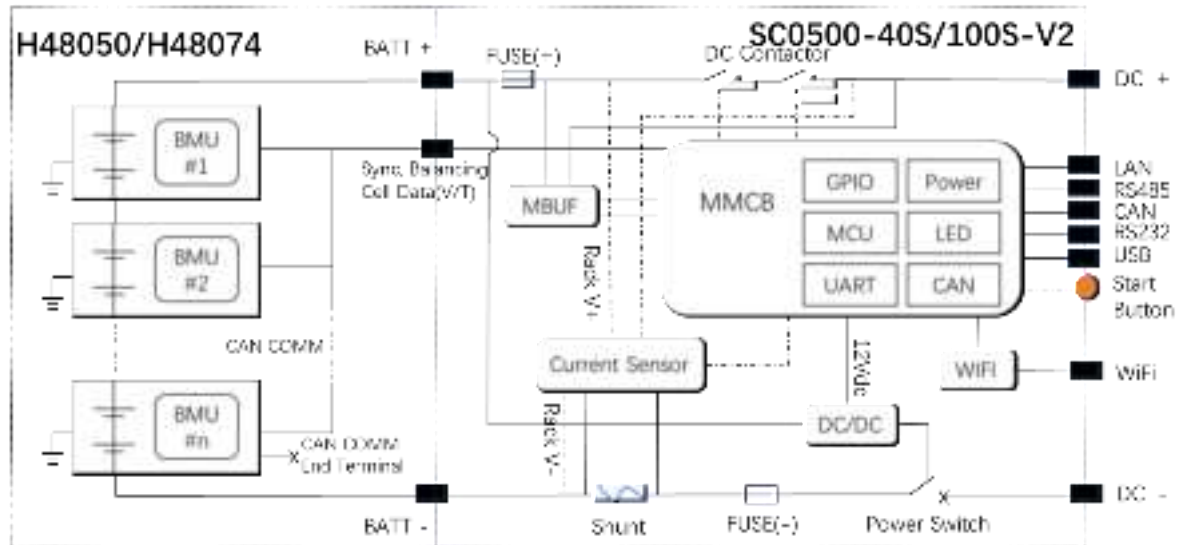 H48050/H48074
SC0500-40S/100S-V2
BATT +
FUSE(+)
DC Contactor
DC +
BMU
#1
Sync. Balancing
Cell Data(V/T)
MBUF
MMCB
GPIO
Power
MCU
LED
UART
CAN
LAN
RS485
CAN
RS232
USB
Start
Button
BMU
#2
Rack V+
CAN COMM
Current Sensor
12Vdc
WIFI
WiFi
BMU
#n
CAN COMM
End Terminal
Rack V-
DC/DC
BATT -
Shunt
FUSE(-)
Power Switch
DC -